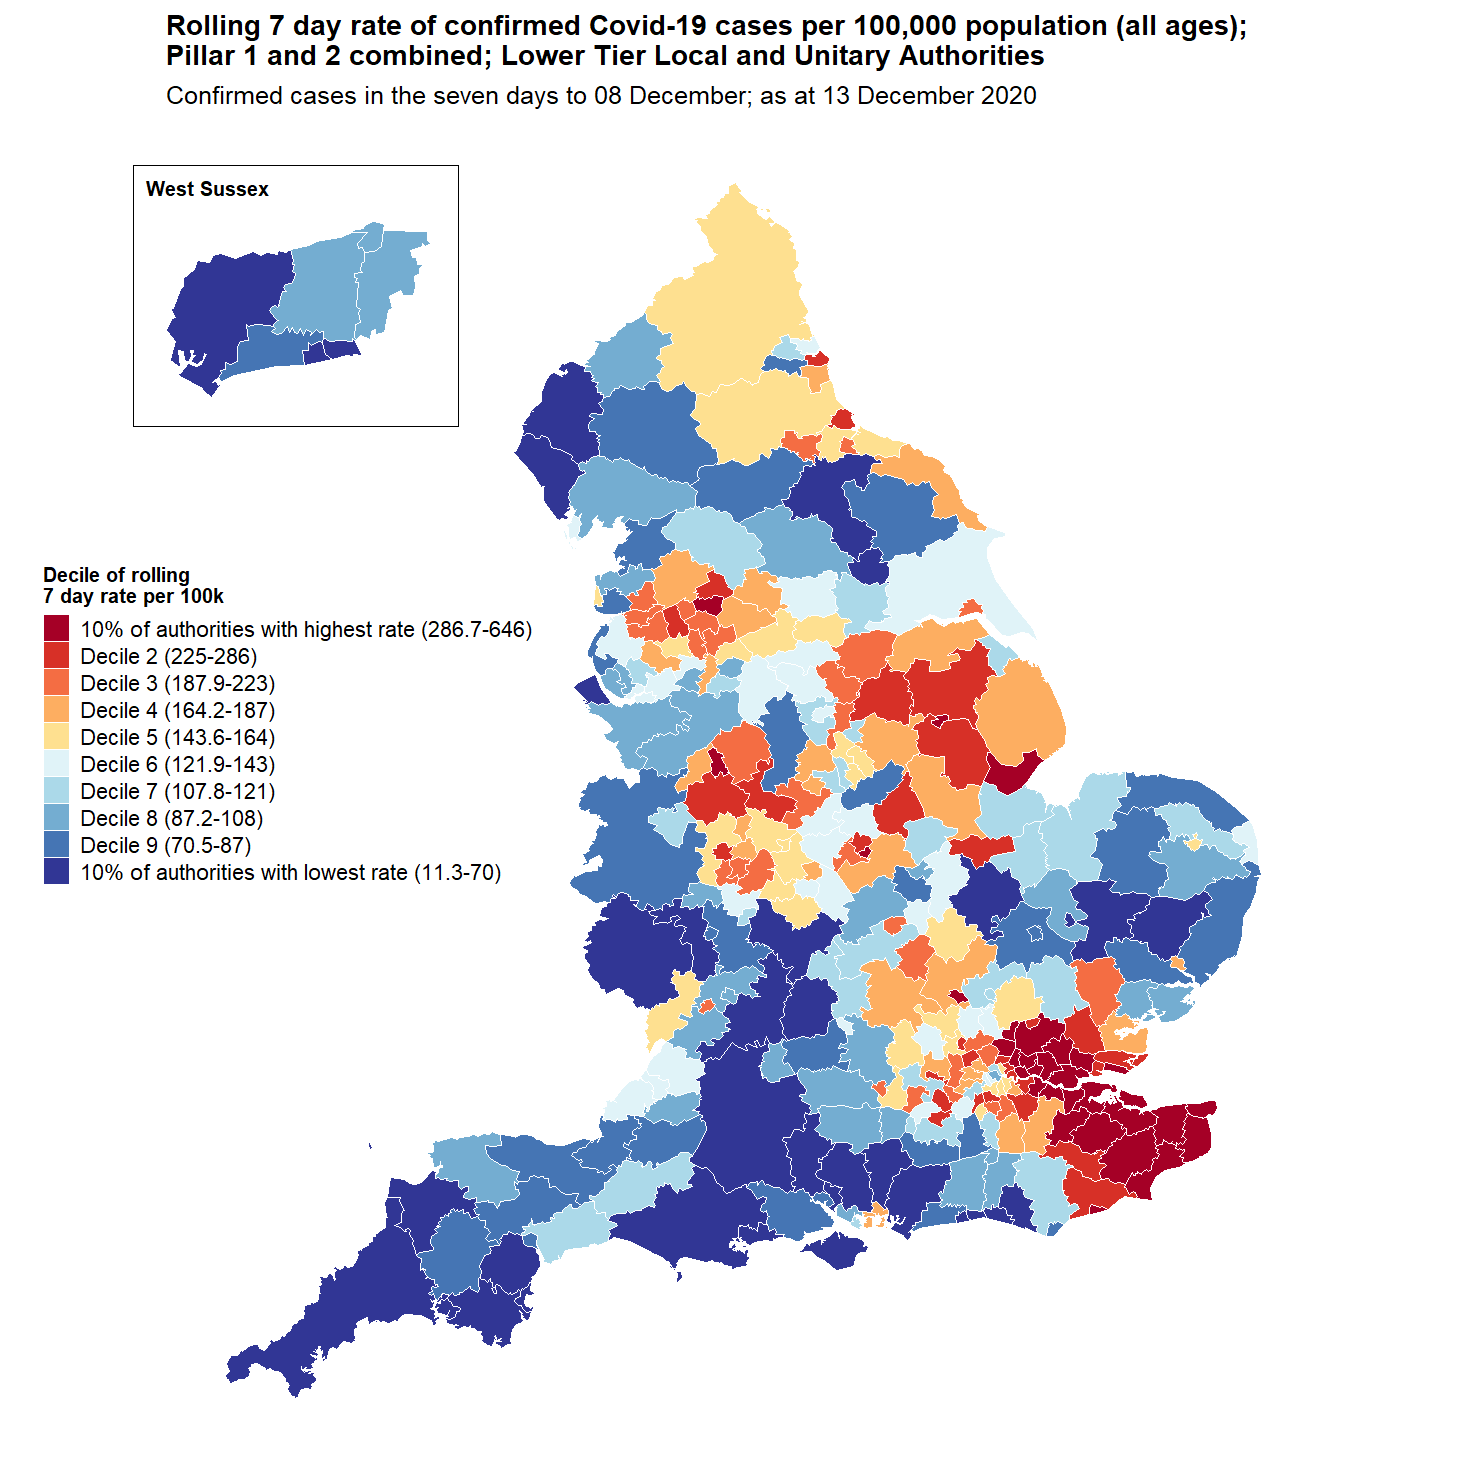 Rolling 7 day rate of confirmed Covid-19 cases per 100,000 population (all ages);
Pillar 1 and 2 combined; Lower Tier Local and Unitary Authorities
Confirmed cases in the seven days to 08 December; as at 13 December 2020
West Sussex
Decile of rolling
7 day rate per 100k
10% of authorities with highest rate (286.7-646)
Decile 2 (225-286)
Decile 3 (187.9-223)
Decile 4 (164.2-187)
Decile 5 (143.6-164)
Decile 6 (121.9-143)
Decile 7 (107.8-121)
Decile 8 (87.2-108)
Decile 9 (70.5-87)
10% of authorities with lowest rate (11.3-70)